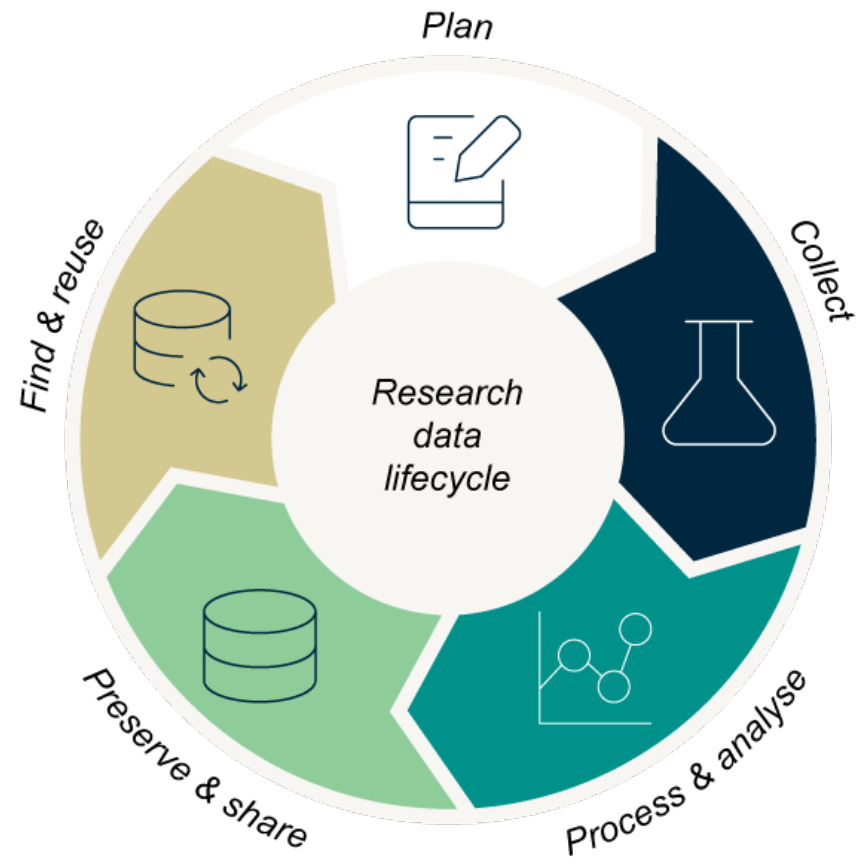 Plan
Collect
Process & analyse
Preserve & share
Find & reuse
Research
data
lifecycle